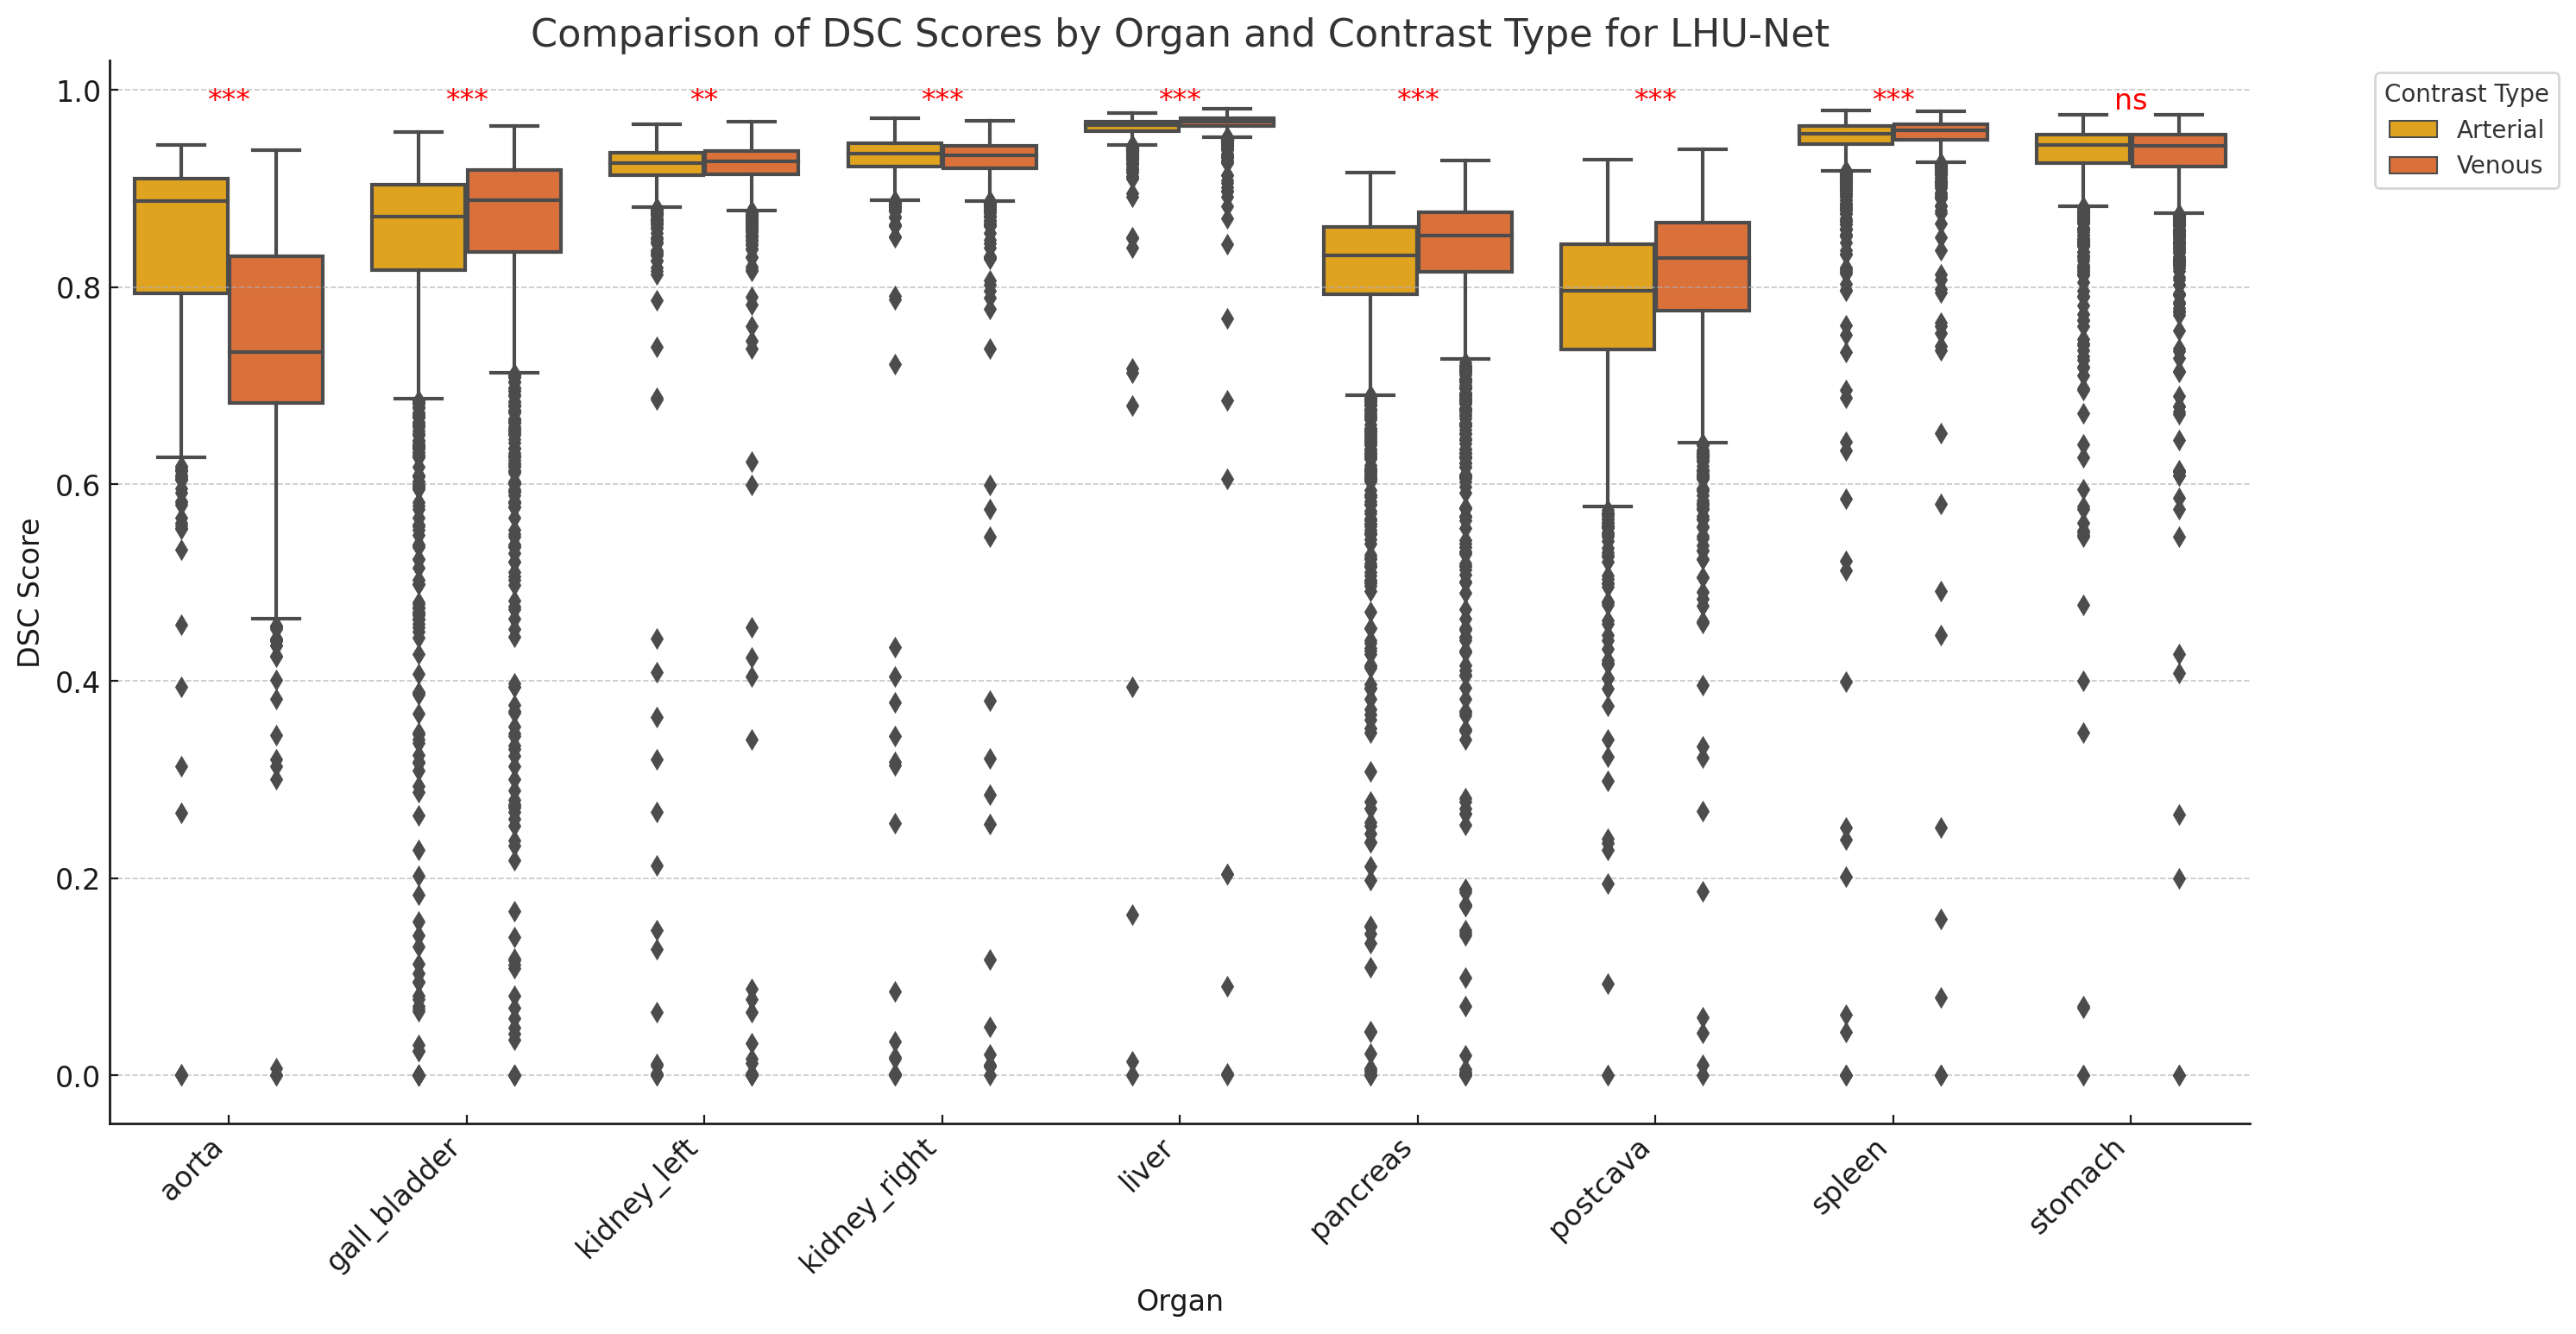 Comparison of DSC Scores by Organ and Contrast Type for LHU-Net
*** *** ** *** *** *** *** *** ns
Contrast Type
Arterial
Venous
DSC Score
1.0
0.8
0.6
0.4
0.2
0.0
aorta
gall_bladder
kidney_left
kidney_right
liver
pancreas
postcava
spleen
stomach
Organ